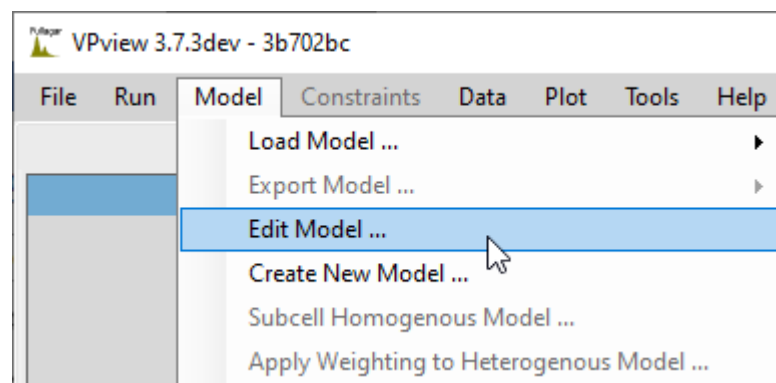 VPview 3.7.3dev - 3b702bc
File Run Model Constraints Data Plot Tools Help
Load Model ...
Export Model ...
Edit Model ...
Create New Model ...
Subcell Homogenous Model ...
Apply Weighting to Heterogenous Model ...